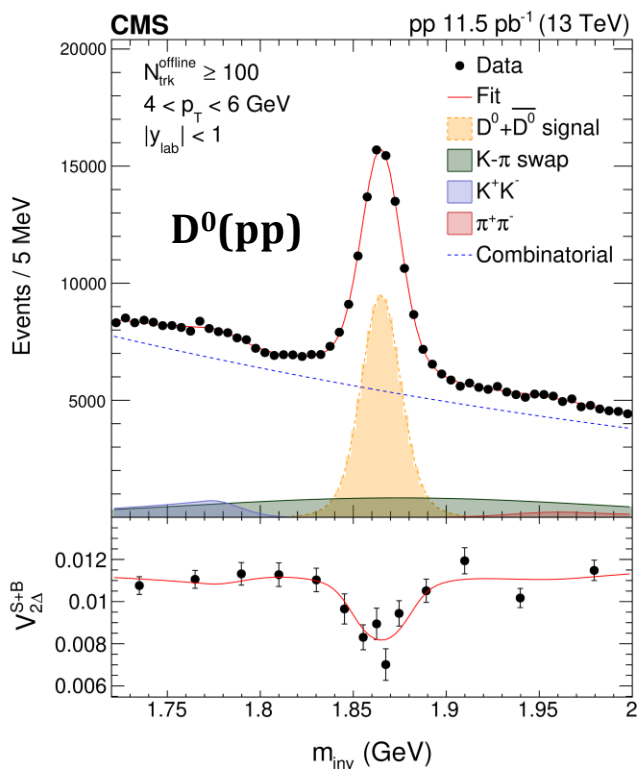 CMS pp 11.5 pb⁻¹ (13 TeV)
N_trk^offline ≥ 100
4 < p_T < 6 GeV
|y_lab| < 1
D⁰(pp)
Data
Fit
D⁰+D̅⁰ signal
K-π swap
K⁺K⁻
π⁺π⁻
Combinatorial
Events / 5 MeV
20000
15000
10000
5000
V_2Δ^S+B
0.012
0.01
0.008
0.006
1.75 1.8 1.85 1.9 1.95 2
m_inv (GeV)